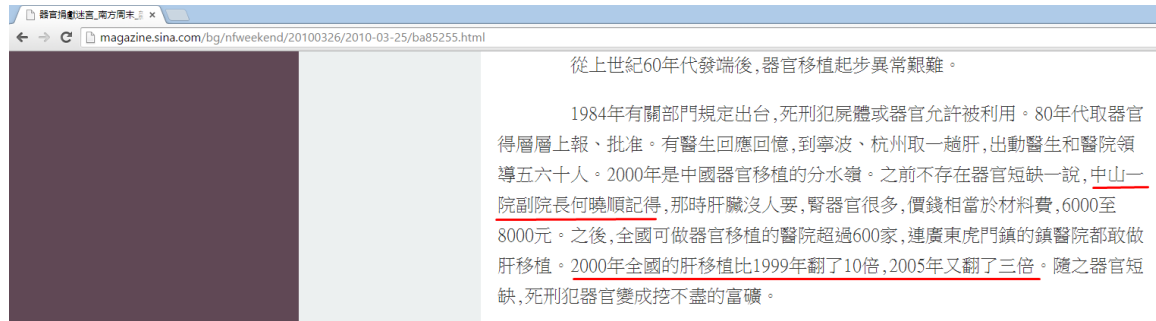 器官捐獻迷宮_南方周末_
magazine.sina.com/bg/nfweekend/20100326/2010-03-25/ba85255.html
從上世紀60年代發端後,器官移植起步異常艱難。
1984年有關部門規定出台,死刑犯屍體或器官允許被利用。80年代取器官
得層層上報、批准。有醫生回應回憶,到寧波、杭州取一趟肝,出動醫生和醫院領
導五六十人。2000年是中國器官移植的分水嶺。之前不存在器官短缺一說,中山一
院副院長何曉順記得,那時肝臟沒人要,腎器官很多,價錢相當於材料費,6000至
8000元。之後,全國可做器官移植的醫院超過600家,連廣東虎門鎮的鎮醫院都敢做
肝移植。2000年全國的肝移植比1999年翻了10倍,2005年又翻了三倍。隨之器官短
缺,死刑犯器官變成挖不盡的富礦。